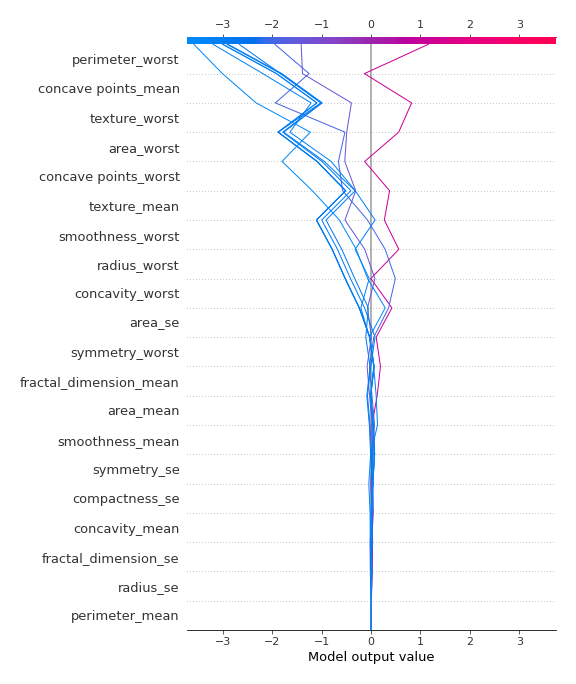 −3 −2 −1 0 1 2 3
perimeter_worst
concave points_mean
texture_worst
area_worst
concave points_worst
texture_mean
smoothness_worst
radius_worst
concavity_worst
area_se
symmetry_worst
fractal_dimension_mean
area_mean
smoothness_mean
symmetry_se
compactness_se
concavity_mean
fractal_dimension_se
radius_se
perimeter_mean
−3 −2 −1 0 1 2 3
Model output value